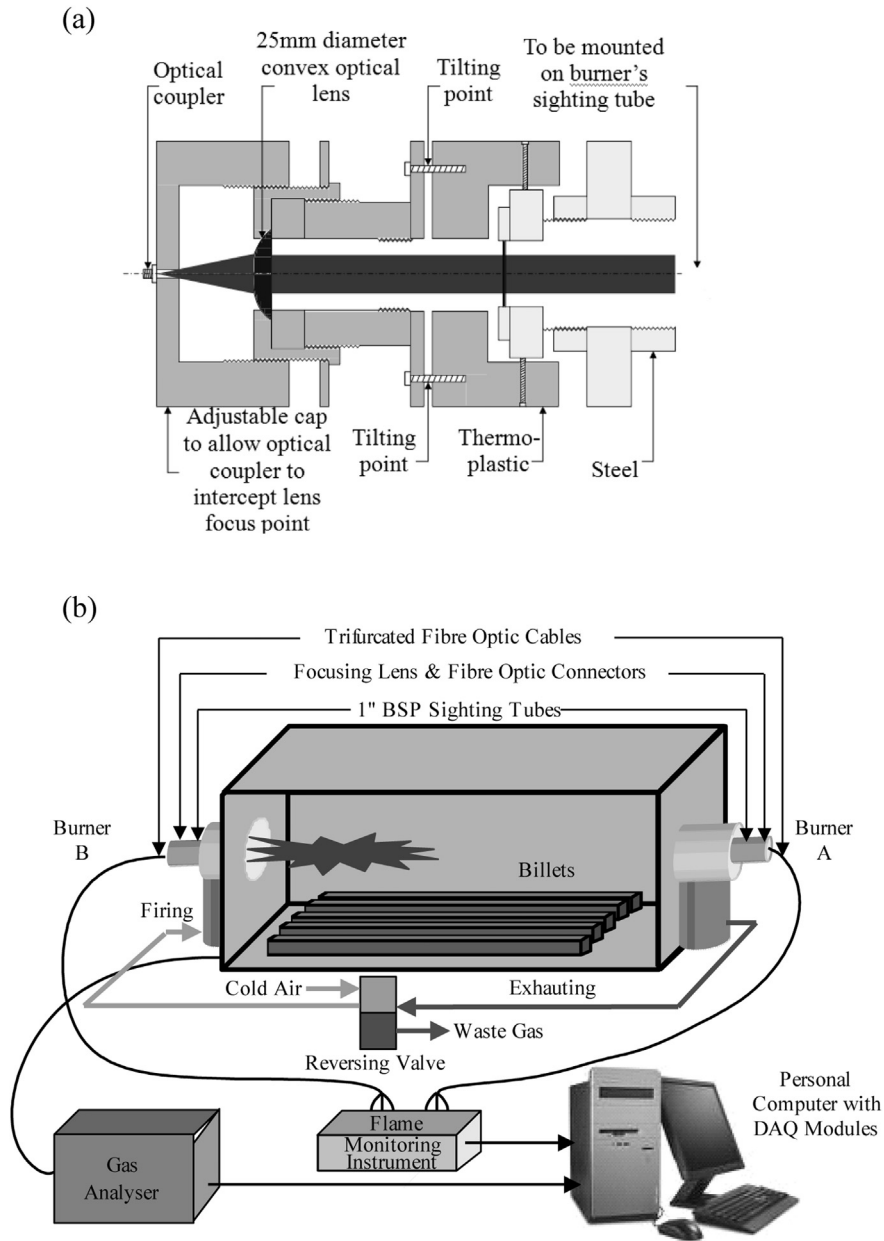 (a)
25mm diameter
convex optical
lens
Optical
coupler
Tilting
point
To be mounted
on burner's
sighting tube
Adjustable cap
to allow optical
coupler to
intercept lens
focus point
Tilting
point
Thermo-
plastic
Steel
(b)
Trifurcated Fibre Optic Cables
Focusing Lens & Fibre Optic Connectors
1" BSP Sighting Tubes
Burner
B
Burner
A
Billets
Firing
Cold Air
Exhauting
Waste Gas
Reversing Valve
Flame
Monitoring
Instrument
Gas
Analyser
Personal
Computer with
DAQ Modules